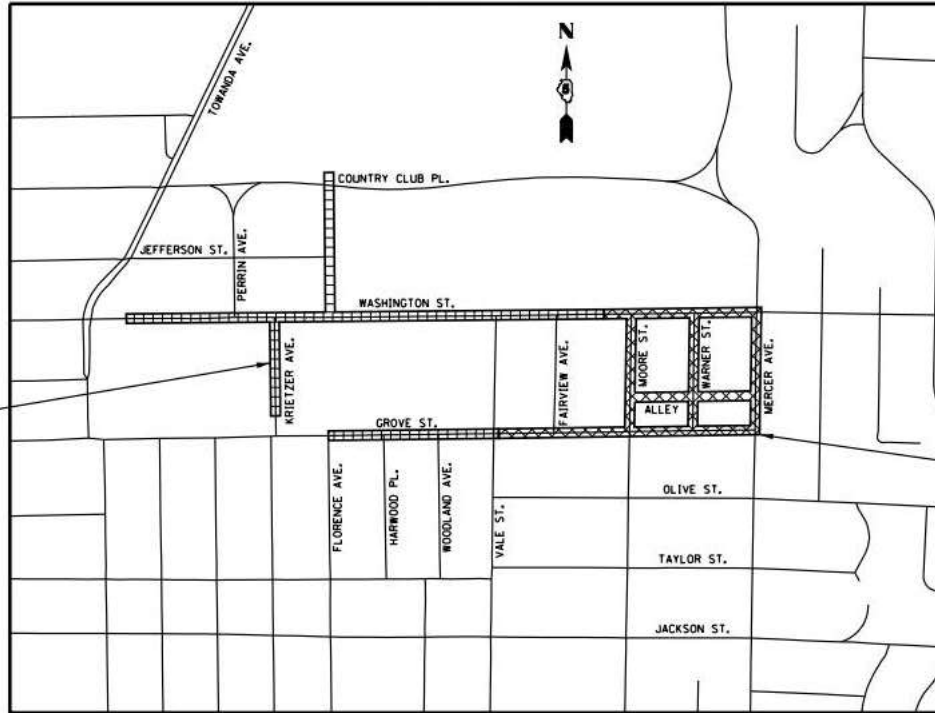 N
TOWANDA AVE.
COUNTRY CLUB PL.
JEFFERSON ST.
PERRIN AVE.
WASHINGTON ST.
KRIETZER AVE.
FAIRVIEW AVE.
MOORE ST.
WARNER ST.
MERCER AVE.
ALLEY
GROVE ST.
FLORENCE AVE.
HARWOOD PL.
WOODLAND AVE.
VALE ST.
OLIVE ST.
TAYLOR ST.
JACKSON ST.